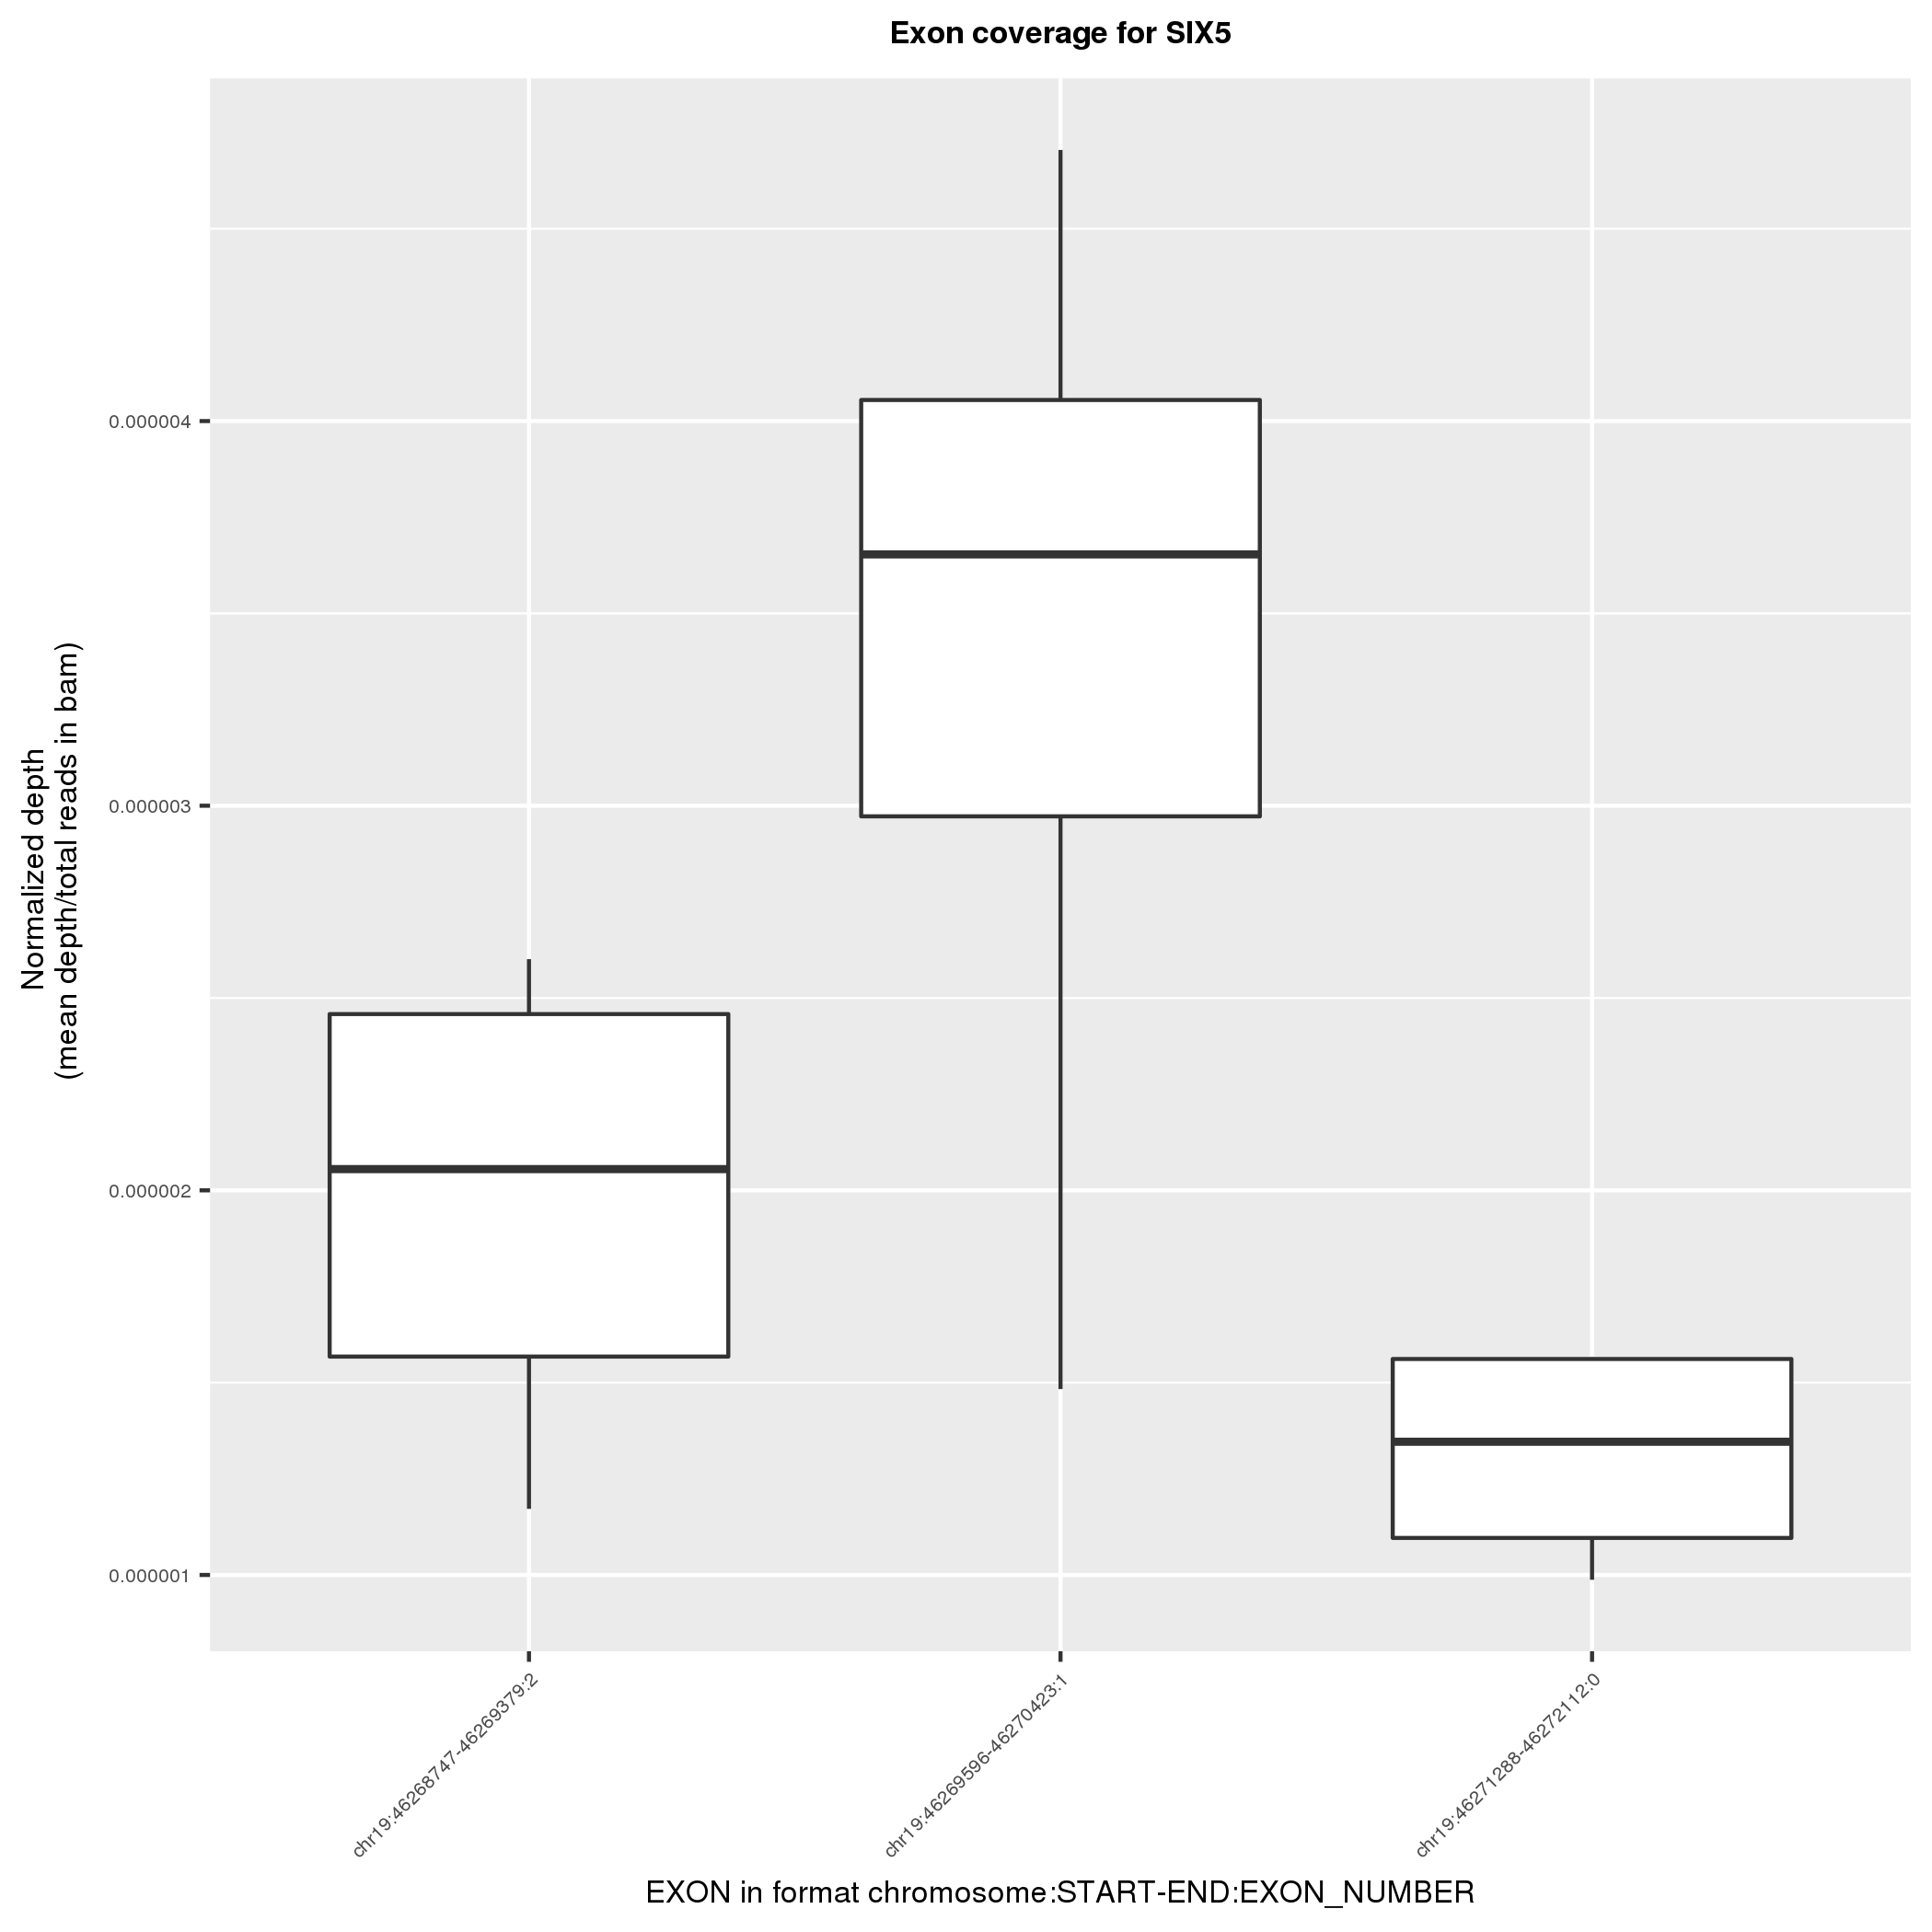 Exon coverage for SIX5
Normalized depth
(mean depth/total reads in bam)
0.000004
0.000003
0.000002
0.000001
chr19:46268747-46269379:2
chr19:46269596-46270423:1
chr19:46271288-46272112:0
EXON in format chromosome:START-END:EXON_NUMBER